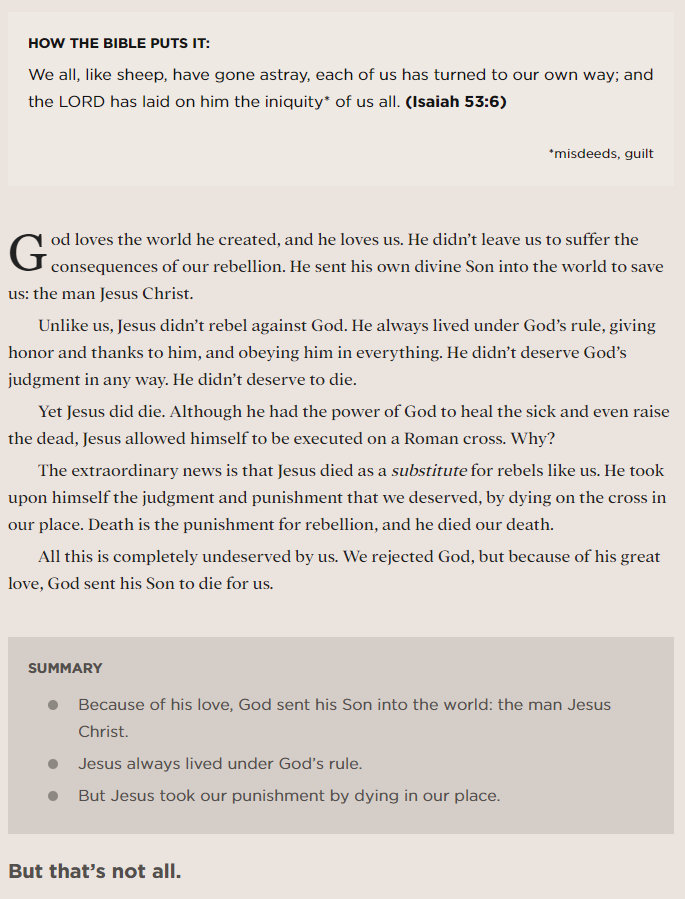 HOW THE BIBLE PUTS IT:
We all, like sheep, have gone astray, each of us has turned to our own way; and
the LORD has laid on him the iniquity* of us all. (Isaiah 53:6)
*misdeeds, guilt
God loves the world he created, and he loves us. He didn’t leave us to suffer the
consequences of our rebellion. He sent his own divine Son into the world to save
us: the man Jesus Christ.
Unlike us, Jesus didn’t rebel against God. He always lived under God’s rule, giving
honor and thanks to him, and obeying him in everything. He didn’t deserve God’s
judgment in any way. He didn’t deserve to die.
Yet Jesus did die. Although he had the power of God to heal the sick and even raise
the dead, Jesus allowed himself to be executed on a Roman cross. Why?
The extraordinary news is that Jesus died as a substitute for rebels like us. He took
upon himself the judgment and punishment that we deserved, by dying on the cross in
our place. Death is the punishment for rebellion, and he died our death.
All this is completely undeserved by us. We rejected God, but because of his great
love, God sent his Son to die for us.
SUMMARY
● Because of his love, God sent his Son into the world: the man Jesus
Christ.
● Jesus always lived under God’s rule.
● But Jesus took our punishment by dying in our place.
But that’s not all.